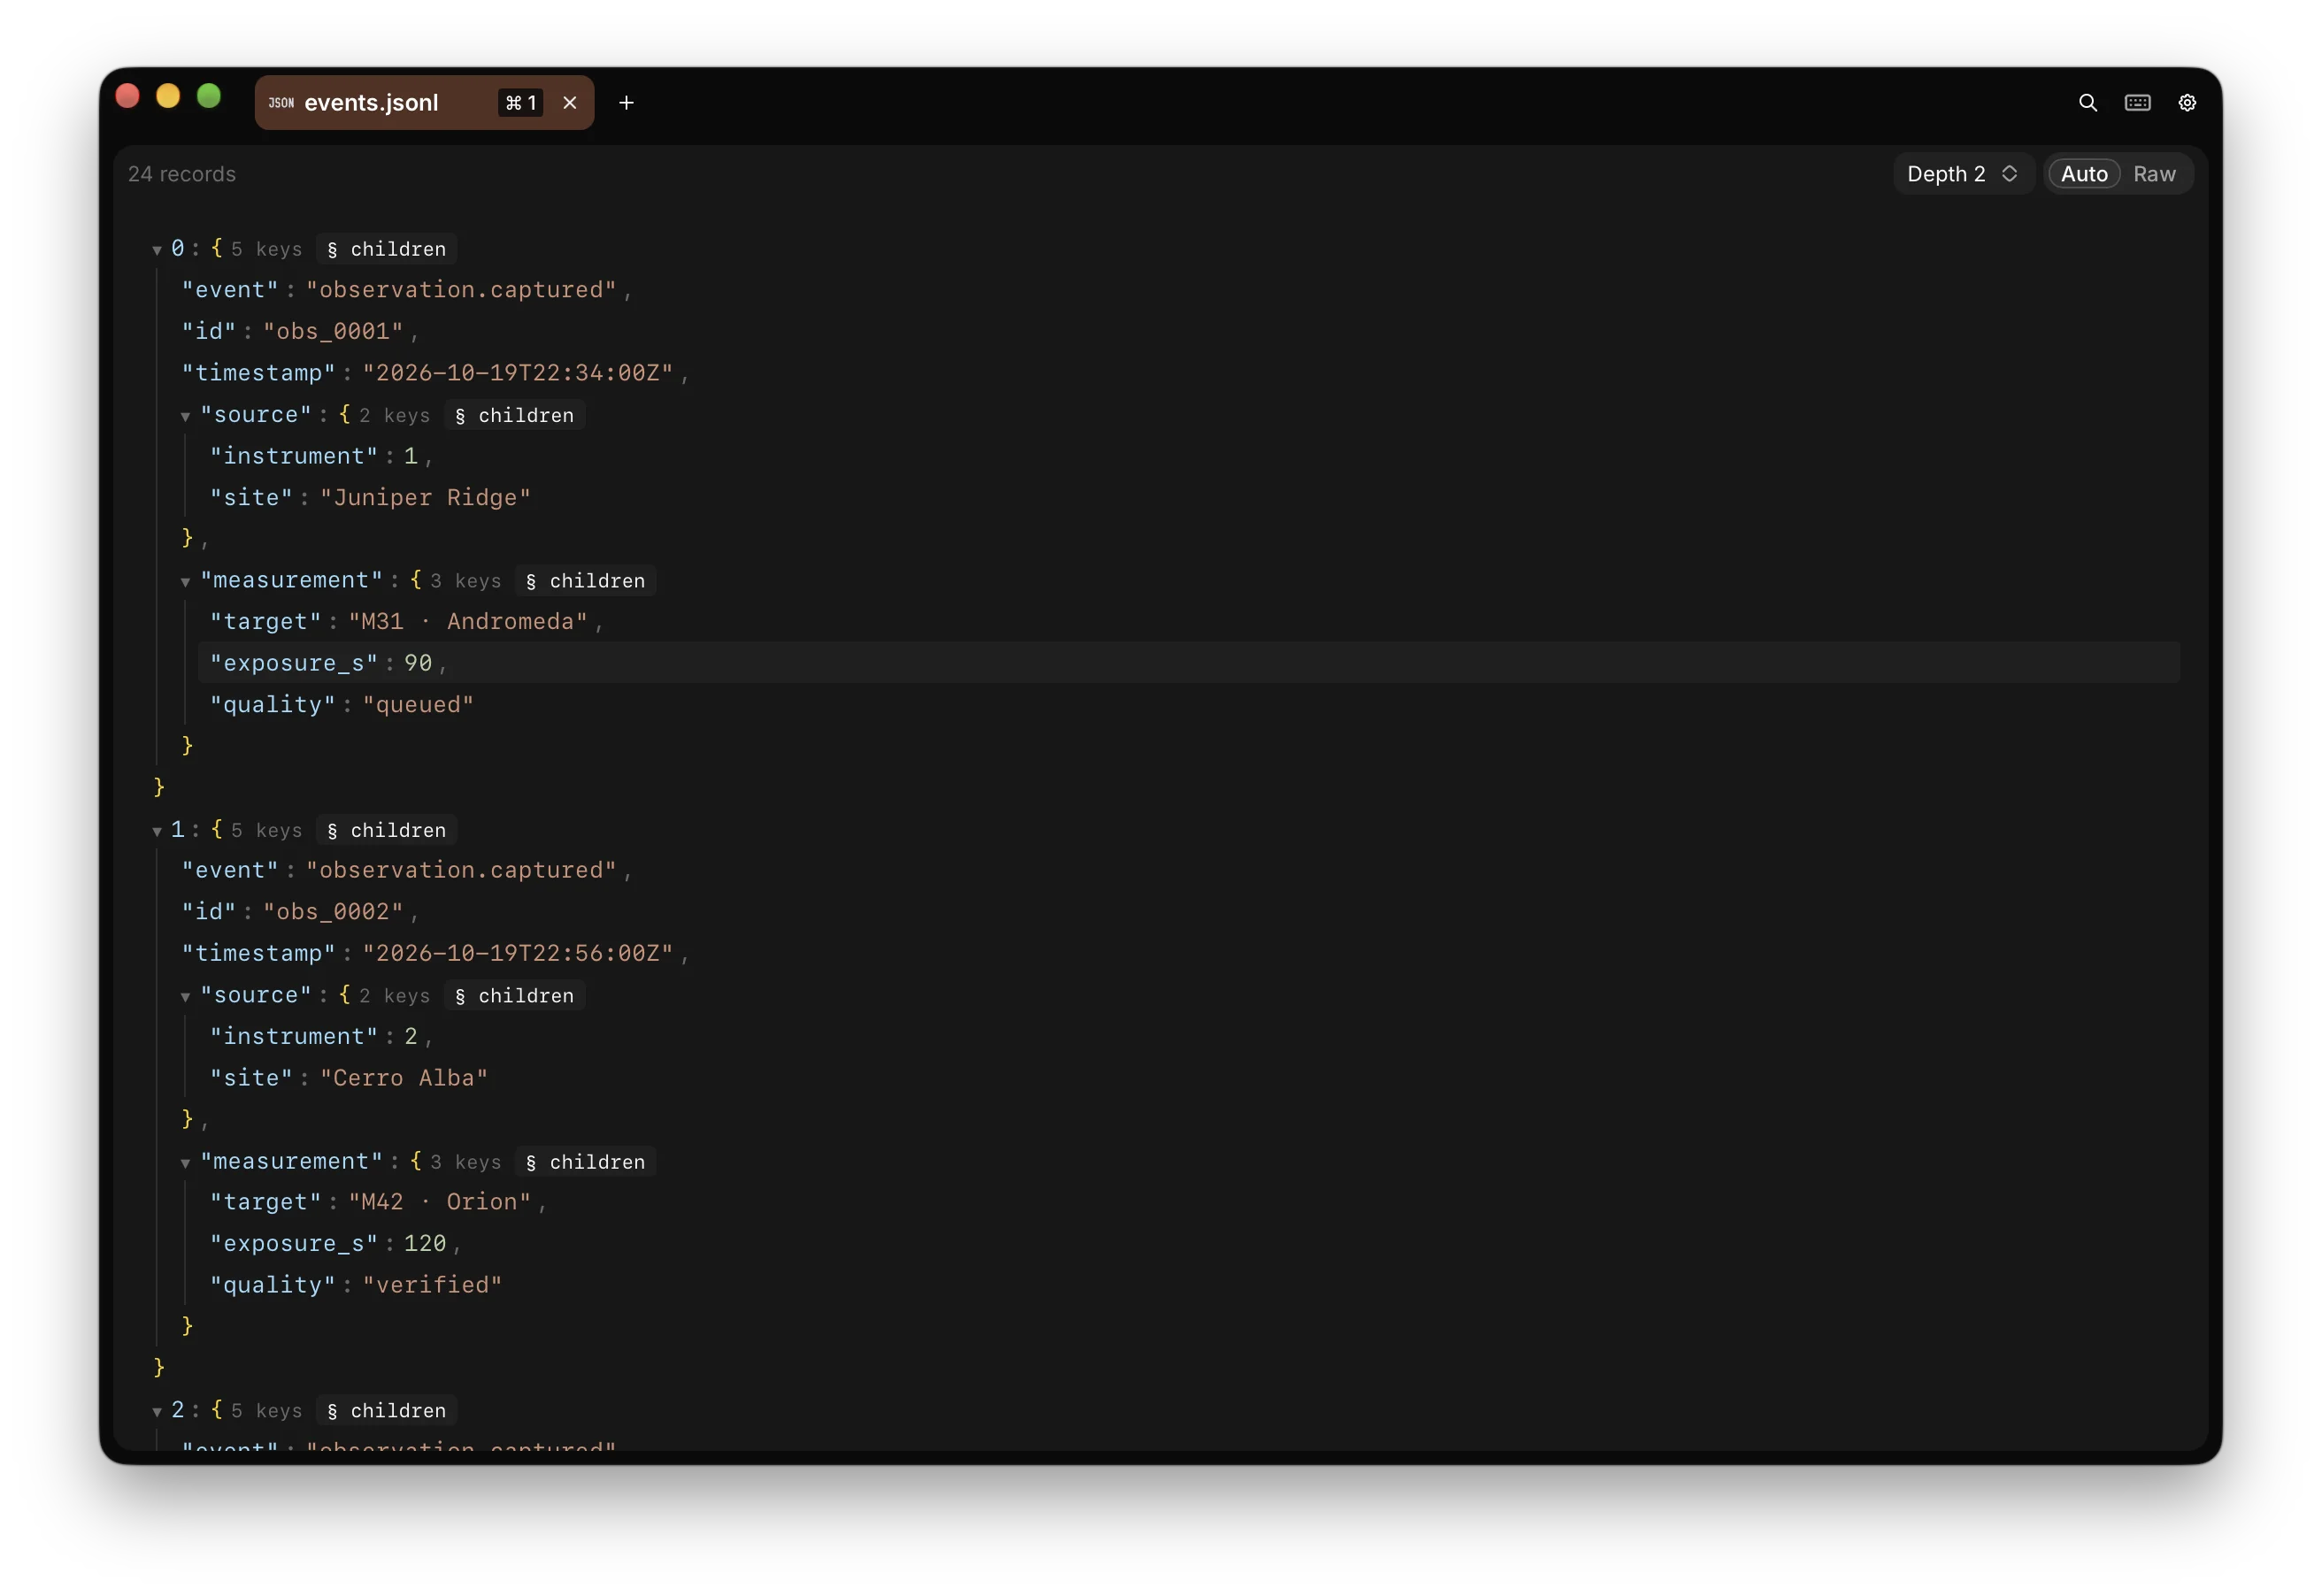 JSON events.jsonl ⌘ 1 × +
24 records Depth 2 Auto Raw
▼ 0: { 5 keys § children
"event": "observation.captured",
"id": "obs_0001",
"timestamp": "2026-10-19T22:34:00Z",
▼ "source": { 2 keys § children
"instrument": 1,
"site": "Juniper Ridge"
},
▼ "measurement": { 3 keys § children
"target": "M31 · Andromeda",
"exposure_s": 90,
"quality": "queued"
}
}
▼ 1: { 5 keys § children
"event": "observation.captured",
"id": "obs_0002",
"timestamp": "2026-10-19T22:56:00Z",
▼ "source": { 2 keys § children
"instrument": 2,
"site": "Cerro Alba"
},
▼ "measurement": { 3 keys § children
"target": "M42 · Orion",
"exposure_s": 120,
"quality": "verified"
}
}
▼ 2: { 5 keys § children
"event": "observation.captured"